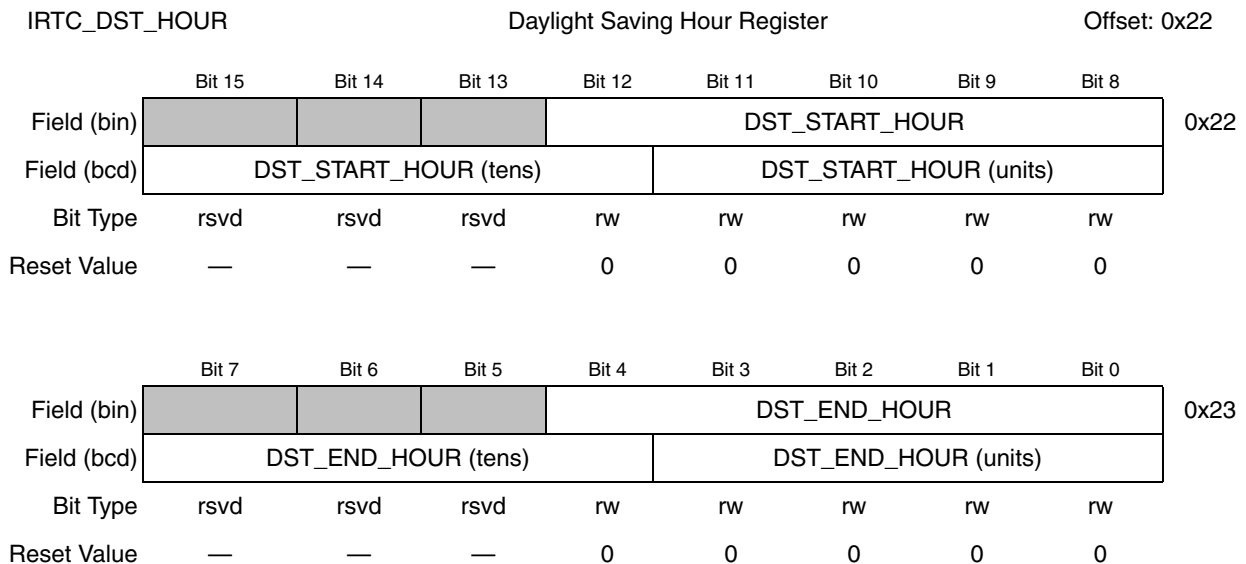 IRTC_DST_HOUR Daylight Saving Hour Register Offset: 0x22
Bit 15 Bit 14 Bit 13 Bit 12 Bit 11 Bit 10 Bit 9 Bit 8
Field (bin) DST_START_HOUR 0x22
Field (bcd) DST_START_HOUR (tens) DST_START_HOUR (units)
Bit Type rsvd rsvd rsvd rw rw rw rw rw
Reset Value — — — 0 0 0 0 0
Bit 7 Bit 6 Bit 5 Bit 4 Bit 3 Bit 2 Bit 1 Bit 0
Field (bin) DST_END_HOUR 0x23
Field (bcd) DST_END_HOUR (tens) DST_END_HOUR (units)
Bit Type rsvd rsvd rsvd rw rw rw rw rw
Reset Value — — — 0 0 0 0 0